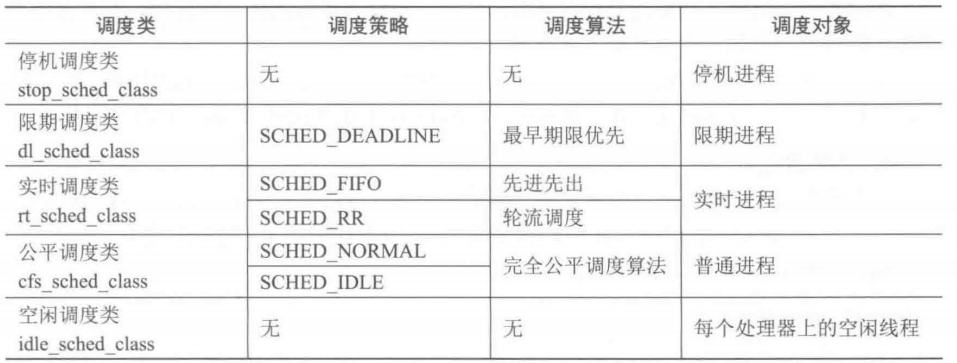 调度类 调度策略 调度算法 调度对象
停机调度类
stop_sched_class 无 无 停机进程
限期调度类
dl_sched_class SCHED_DEADLINE 最早期限优先 限期进程
实时调度类 SCHED_FIFO 先进先出
rt_sched_class SCHED_RR 轮流调度 实时进程
公平调度类 SCHED_NORMAL
cfs_sched_class SCHED_IDLE 完全公平调度算法 普通进程
空闲调度类
idle_sched_class 无 无 每个处理器上的空闲线程